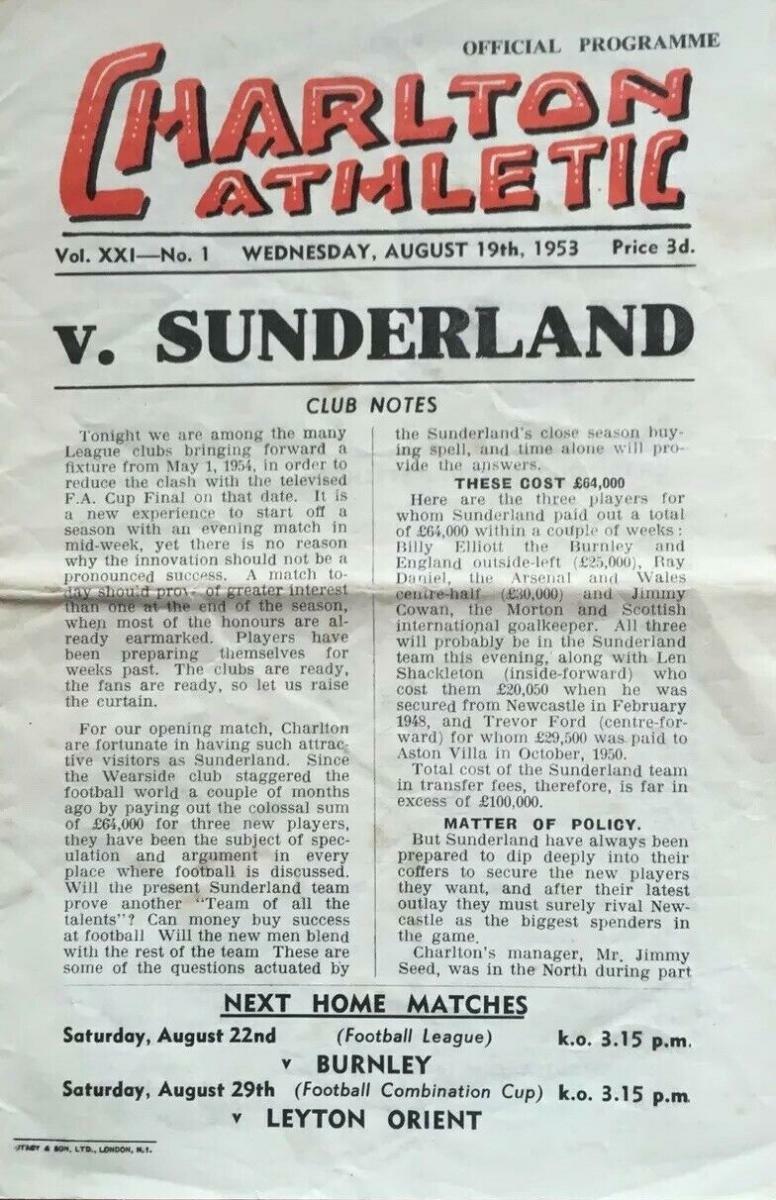 OFFICIAL PROGRAMME
CHARLTON
ATHLETIC
Vol. XXI—No. 1 WEDNESDAY, AUGUST 19th, 1953 Price 3d.
v. SUNDERLAND
CLUB NOTES
Tonight we are among the many
League clubs bringing forward a
fixture from May 1, 1954, in order to
reduce the clash with the televised
F.A. Cup Final on that date. It is
a new experience to start off a
season with an evening match in
mid-week, yet there is no reason
why the innovation should not be a
pronounced success. A match to-
day should prove of greater interest
than one at the end of the season,
when most of the honours are al-
ready earmarked. Players have
been preparing themselves for
weeks past. The clubs are ready,
the fans are ready, so let us raise
the curtain.
For our opening match, Charlton
are fortunate in having such attrac-
tive visitors as Sunderland. Since
the Wearside club staggered the
football world a couple of months
ago by paying out the colossal sum
of £64,000 for three new players,
they have been the subject of spec-
ulation and argument in every
place where football is discussed.
Will the present Sunderland team
prove another "Team of all the
talents"? Can money buy success
at football Will the new men blend
with the rest of the team These are
some of the questions actuated by
the Sunderland's close season buy-
ing spell, and time alone will pro-
vide the answers.
THESE COST £64,000
Here are the three players for
whom Sunderland paid out a total
of £64,000 within a couple of weeks :
Billy Elliott the Burnley and
England outside-left (£25,000), Ray
Daniel, the Arsenal and Wales
centre-half (£30,000) and Jimmy
Cowan, the Morton and Scottish
international goalkeeper. All three
will probably be in the Sunderland
team this evening, along with Len
Shackleton (inside-forward) who
cost them £20,050 when he was
secured from Newcastle in February
1948, and Trevor Ford (centre-for-
ward) for whom £29,500 was paid to
Aston Villa in October, 1950.
Total cost of the Sunderland team
in transfer fees, therefore, is far in
excess of £100,000.
MATTER OF POLICY.
But Sunderland have always been
prepared to dip deeply into their
coffers to secure the new players
they want, and after their latest
outlay they must surely rival New-
castle as the biggest spenders in
the game.
Charlton's manager, Mr. Jimmy
Seed, was in the North during part
NEXT HOME MATCHES
Saturday, August 22nd (Football League) k.o. 3.15 p.m.
v BURNLEY
Saturday, August 29th (Football Combination Cup) k.o. 3.15 p.m
v LEYTON ORIENT
& SON, LTD., LONDON, N.1.